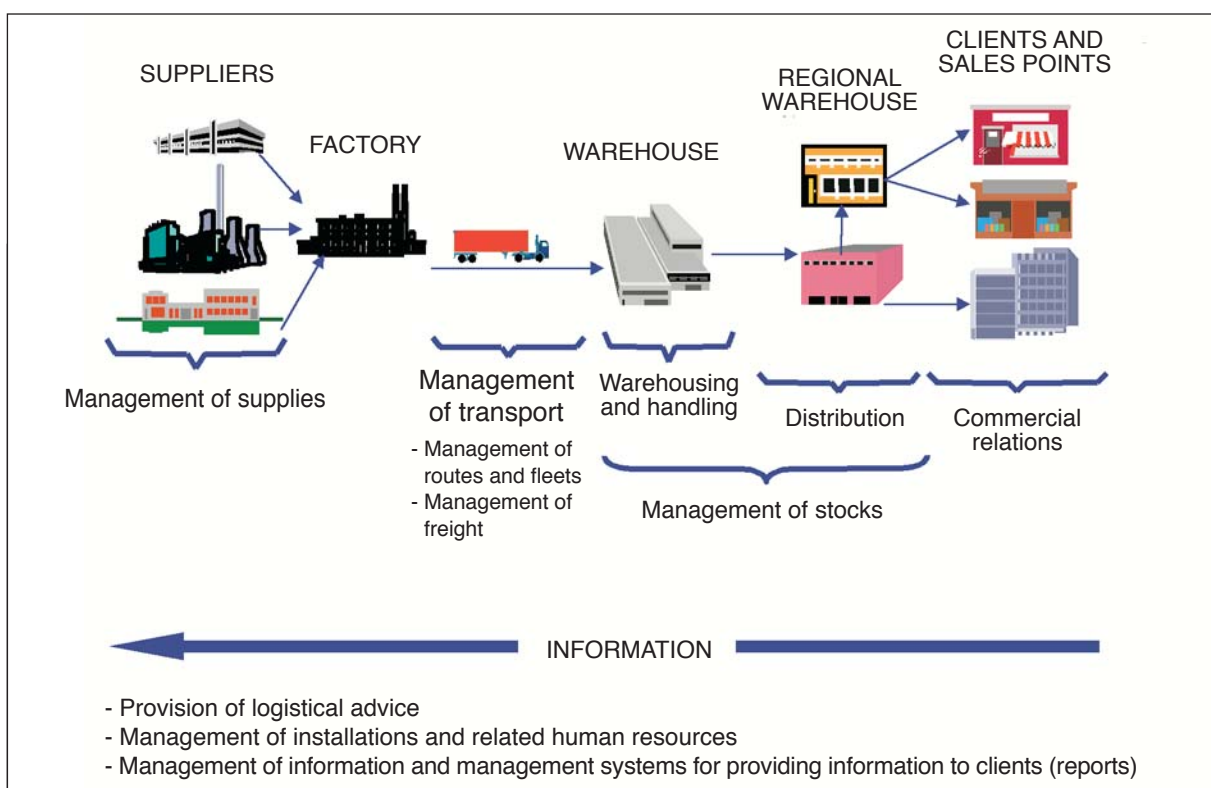 SUPPLIERS
FACTORY
WAREHOUSE
REGIONAL
WAREHOUSE
CLIENTS AND
SALES POINTS
Management of supplies
Management
of transport
- Management of
routes and fleets
- Management of
freight
Warehousing
and handling
Distribution
Commercial
relations
Management of stocks
INFORMATION
- Provision of logistical advice
- Management of installations and related human resources
- Management of information and management systems for providing information to clients (reports)